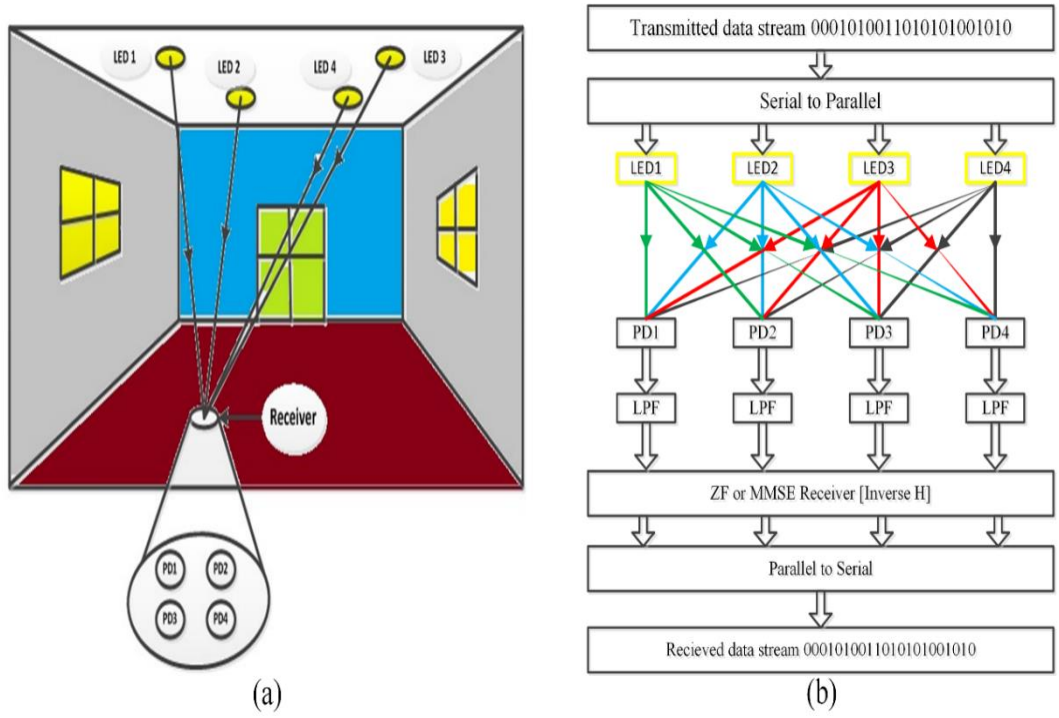 LED 1
LED 2
LED 4
LED 3
Receiver
PD1
PD2
PD3
PD4
(a)
Transmitted data stream 0001010011010101001010
Serial to Parallel
LED1
LED2
LED3
LED4
PD1
PD2
PD3
PD4
LPF
LPF
LPF
LPF
ZF or MMSE Receiver [Inverse H]
Parallel to Serial
Recieved data stream 0001010011010101001010
(b)